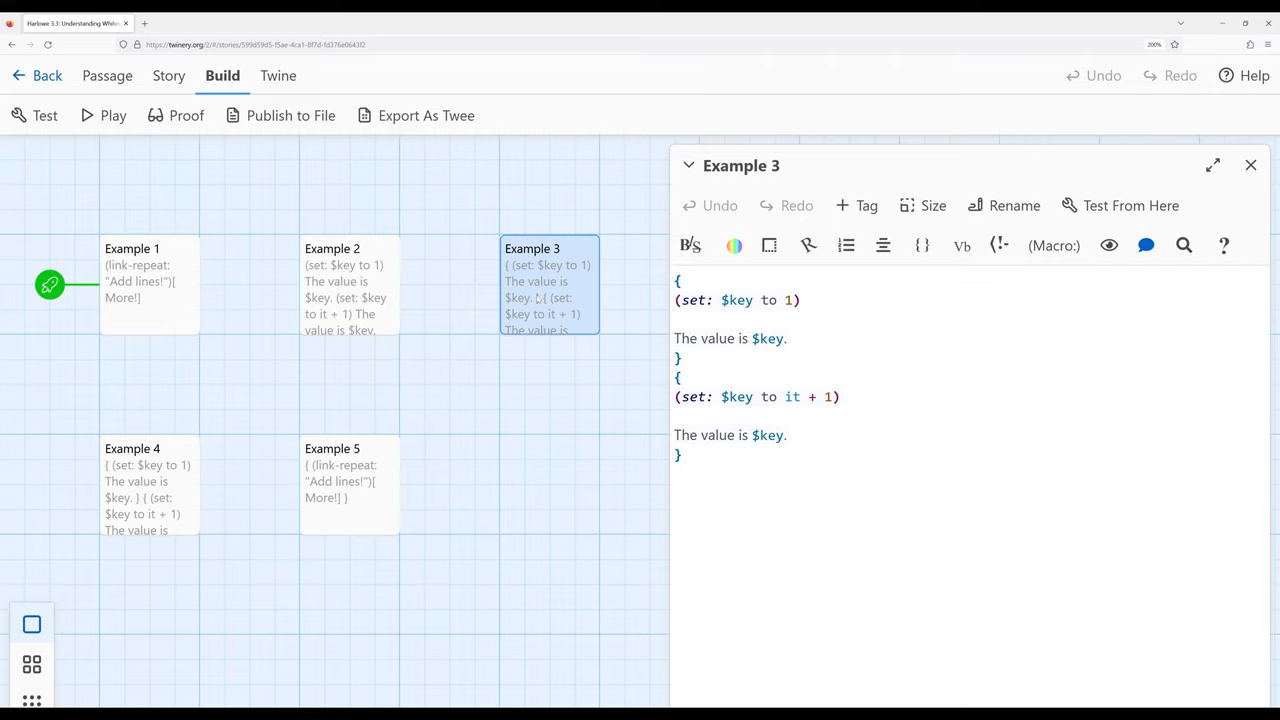 Harlowe 3.3: Understanding White
https://twinery.org/2/#/stories/599d59d5-f5ae-4ca1-8f7d-fd376e0643f2
200%
Back
Passage
Story
Build
Twine
Undo
Redo
Help
Test
Play
Proof
Publish to File
Export As Twee
Example 1
(link-repeat:
"Add lines!")[
More!]
Example 2
(set: $key to 1)
The value is
$key. (set: $key
to it + 1) The
value is $key.
Example 3
{ (set: $key to 1)
The value is
$key. } { (set:
$key to it + 1)
The value is
Example 4
{ (set: $key to 1)
The value is
$key. } { (set:
$key to it + 1)
The value is
Example 5
{ (link-repeat:
"Add lines!")[
More!] }
Example 3
Undo
Redo
+ Tag
Size
Rename
Test From Here
B/S
{ }
Vb
(!-
(Macro:)
?
{
(set: $key to 1)
The value is $key.
}
{
(set: $key to it + 1)
The value is $key.
}